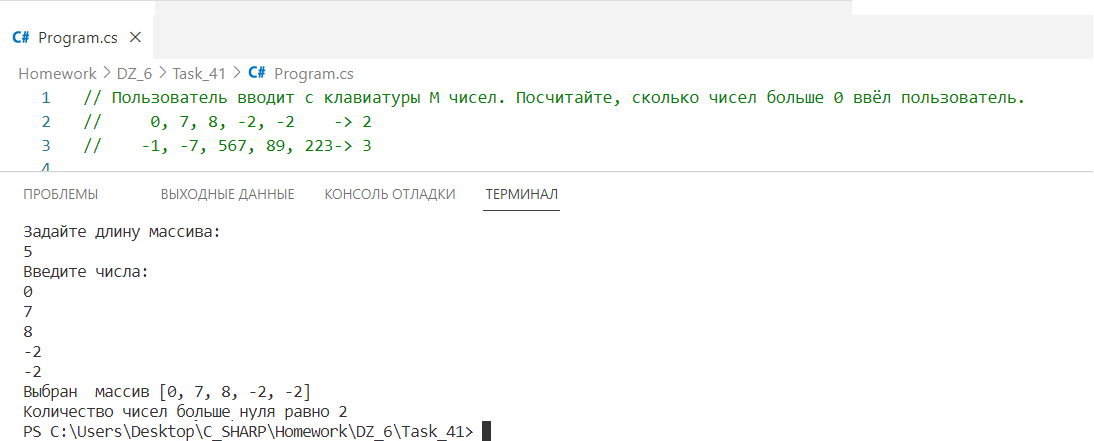 C# Program.cs ×
Homework > DZ_6 > Task_41 > C# Program.cs
1 // Пользователь вводит с клавиатуры M чисел. Посчитайте, сколько чисел больше 0 ввёл пользователь.
2 // 0, 7, 8, -2, -2 -> 2
3 // -1, -7, 567, 89, 223-> 3
4
ПРОБЛЕМЫ ВЫХОДНЫЕ ДАННЫЕ КОНСОЛЬ ОТЛАДКИ ТЕРМИНАЛ
Задайте длину массива:
5
Введите числа:
0
7
8
-2
-2
Выбран  массив [0, 7, 8, -2, -2]
Количество чисел больше нуля равно 2
PS C:\Users\Desktop\C_SHARP\Homework\DZ_6\Task_41>